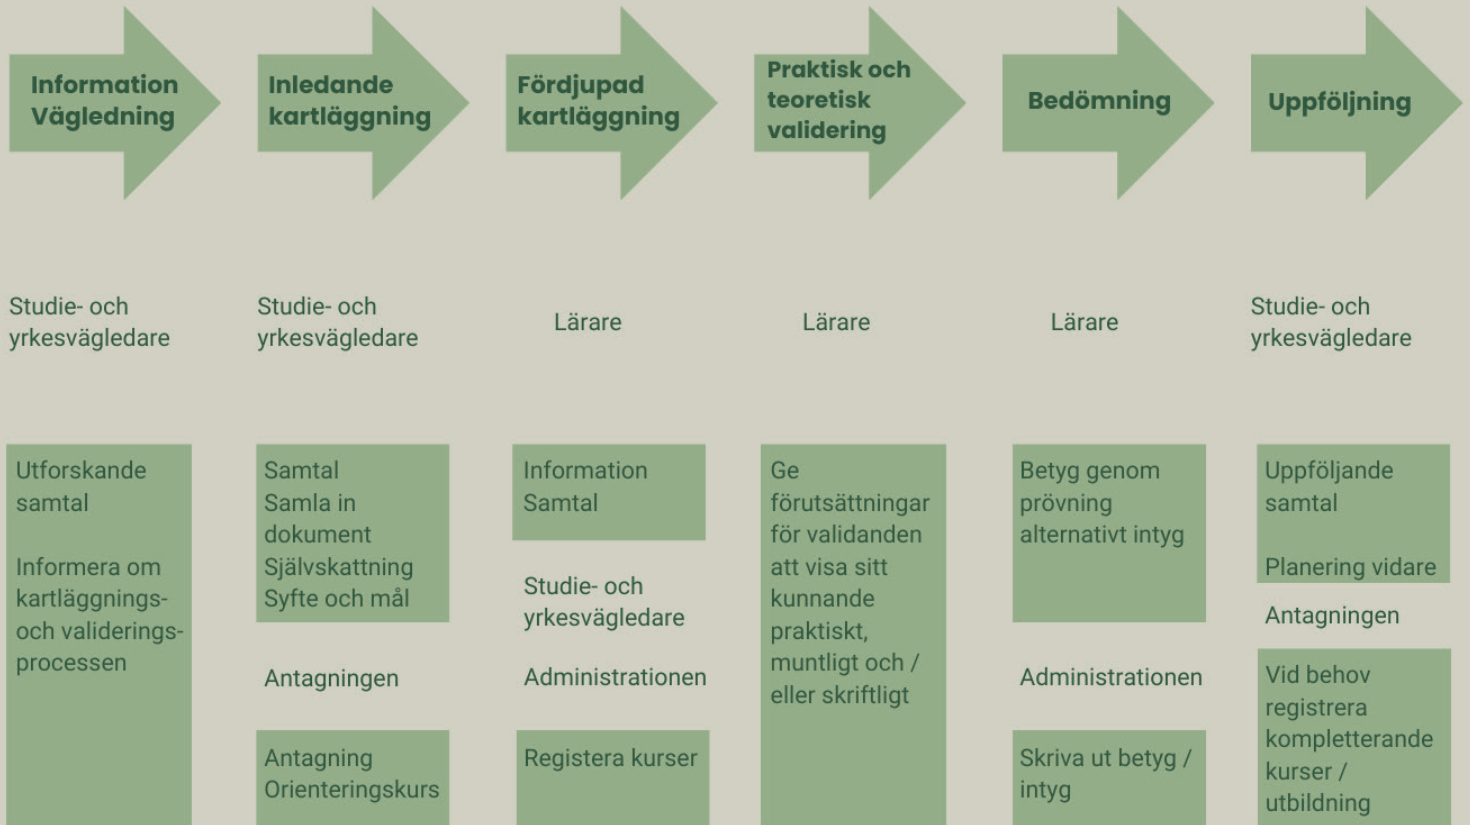 Information
Vägledning
Inledande
kartläggning
Fördjupad
kartläggning
Praktisk och
teoretisk
validering
Bedömning
Uppföljning
Studie- och
yrkesvägledare
Studie- och
yrkesvägledare
Lärare
Lärare
Lärare
Studie- och
yrkesvägledare
Utforskande
samtal
Informera om
kartläggnings-
och validerings-
processen
Samtal
Samla in
dokument
Självskattning
Syfte och mål
Antagningen
Antagning
Orienteringskurs
Information
Samtal
Studie- och
yrkesvägledare
Administrationen
Registera kurser
Ge
förutsättningar
för validanden
att visa sitt
kunnande
praktiskt,
muntligt och /
eller skriftligt
Betyg genom
prövning
alternativt intyg
Administrationen
Skriva ut betyg /
intyg
Uppföljande
samtal
Planering vidare
Antagningen
Vid behov
registrera
kompletterande
kurser /
utbildning